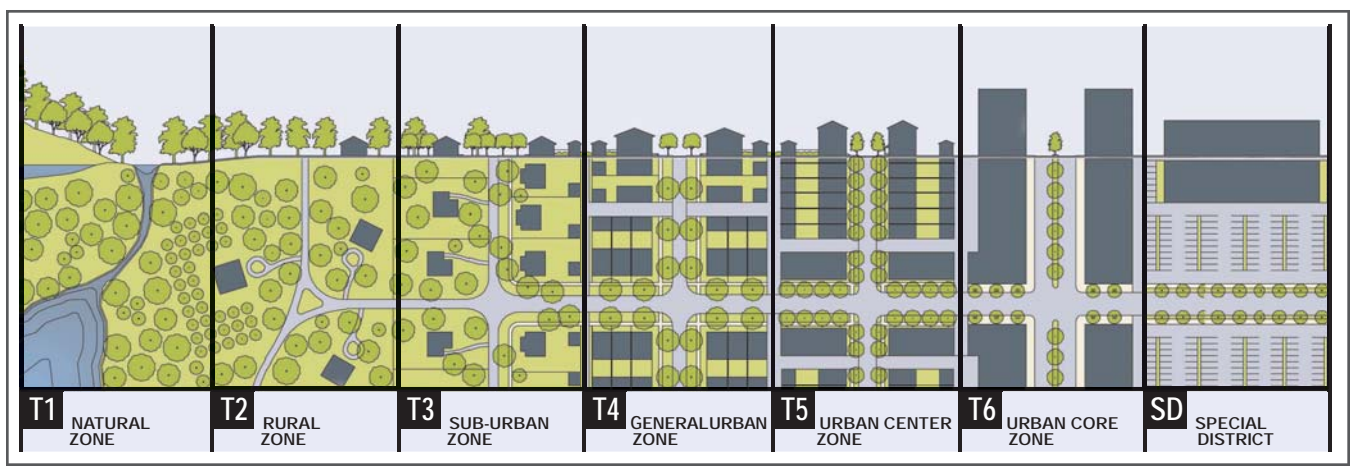 T1 NATURAL
ZONE
T2 RURAL
ZONE
T3 SUB-URBAN
ZONE
T4 GENERALURBAN
ZONE
T5 URBAN CENTER
ZONE
T6 URBAN CORE
ZONE
SD SPECIAL
DISTRICT